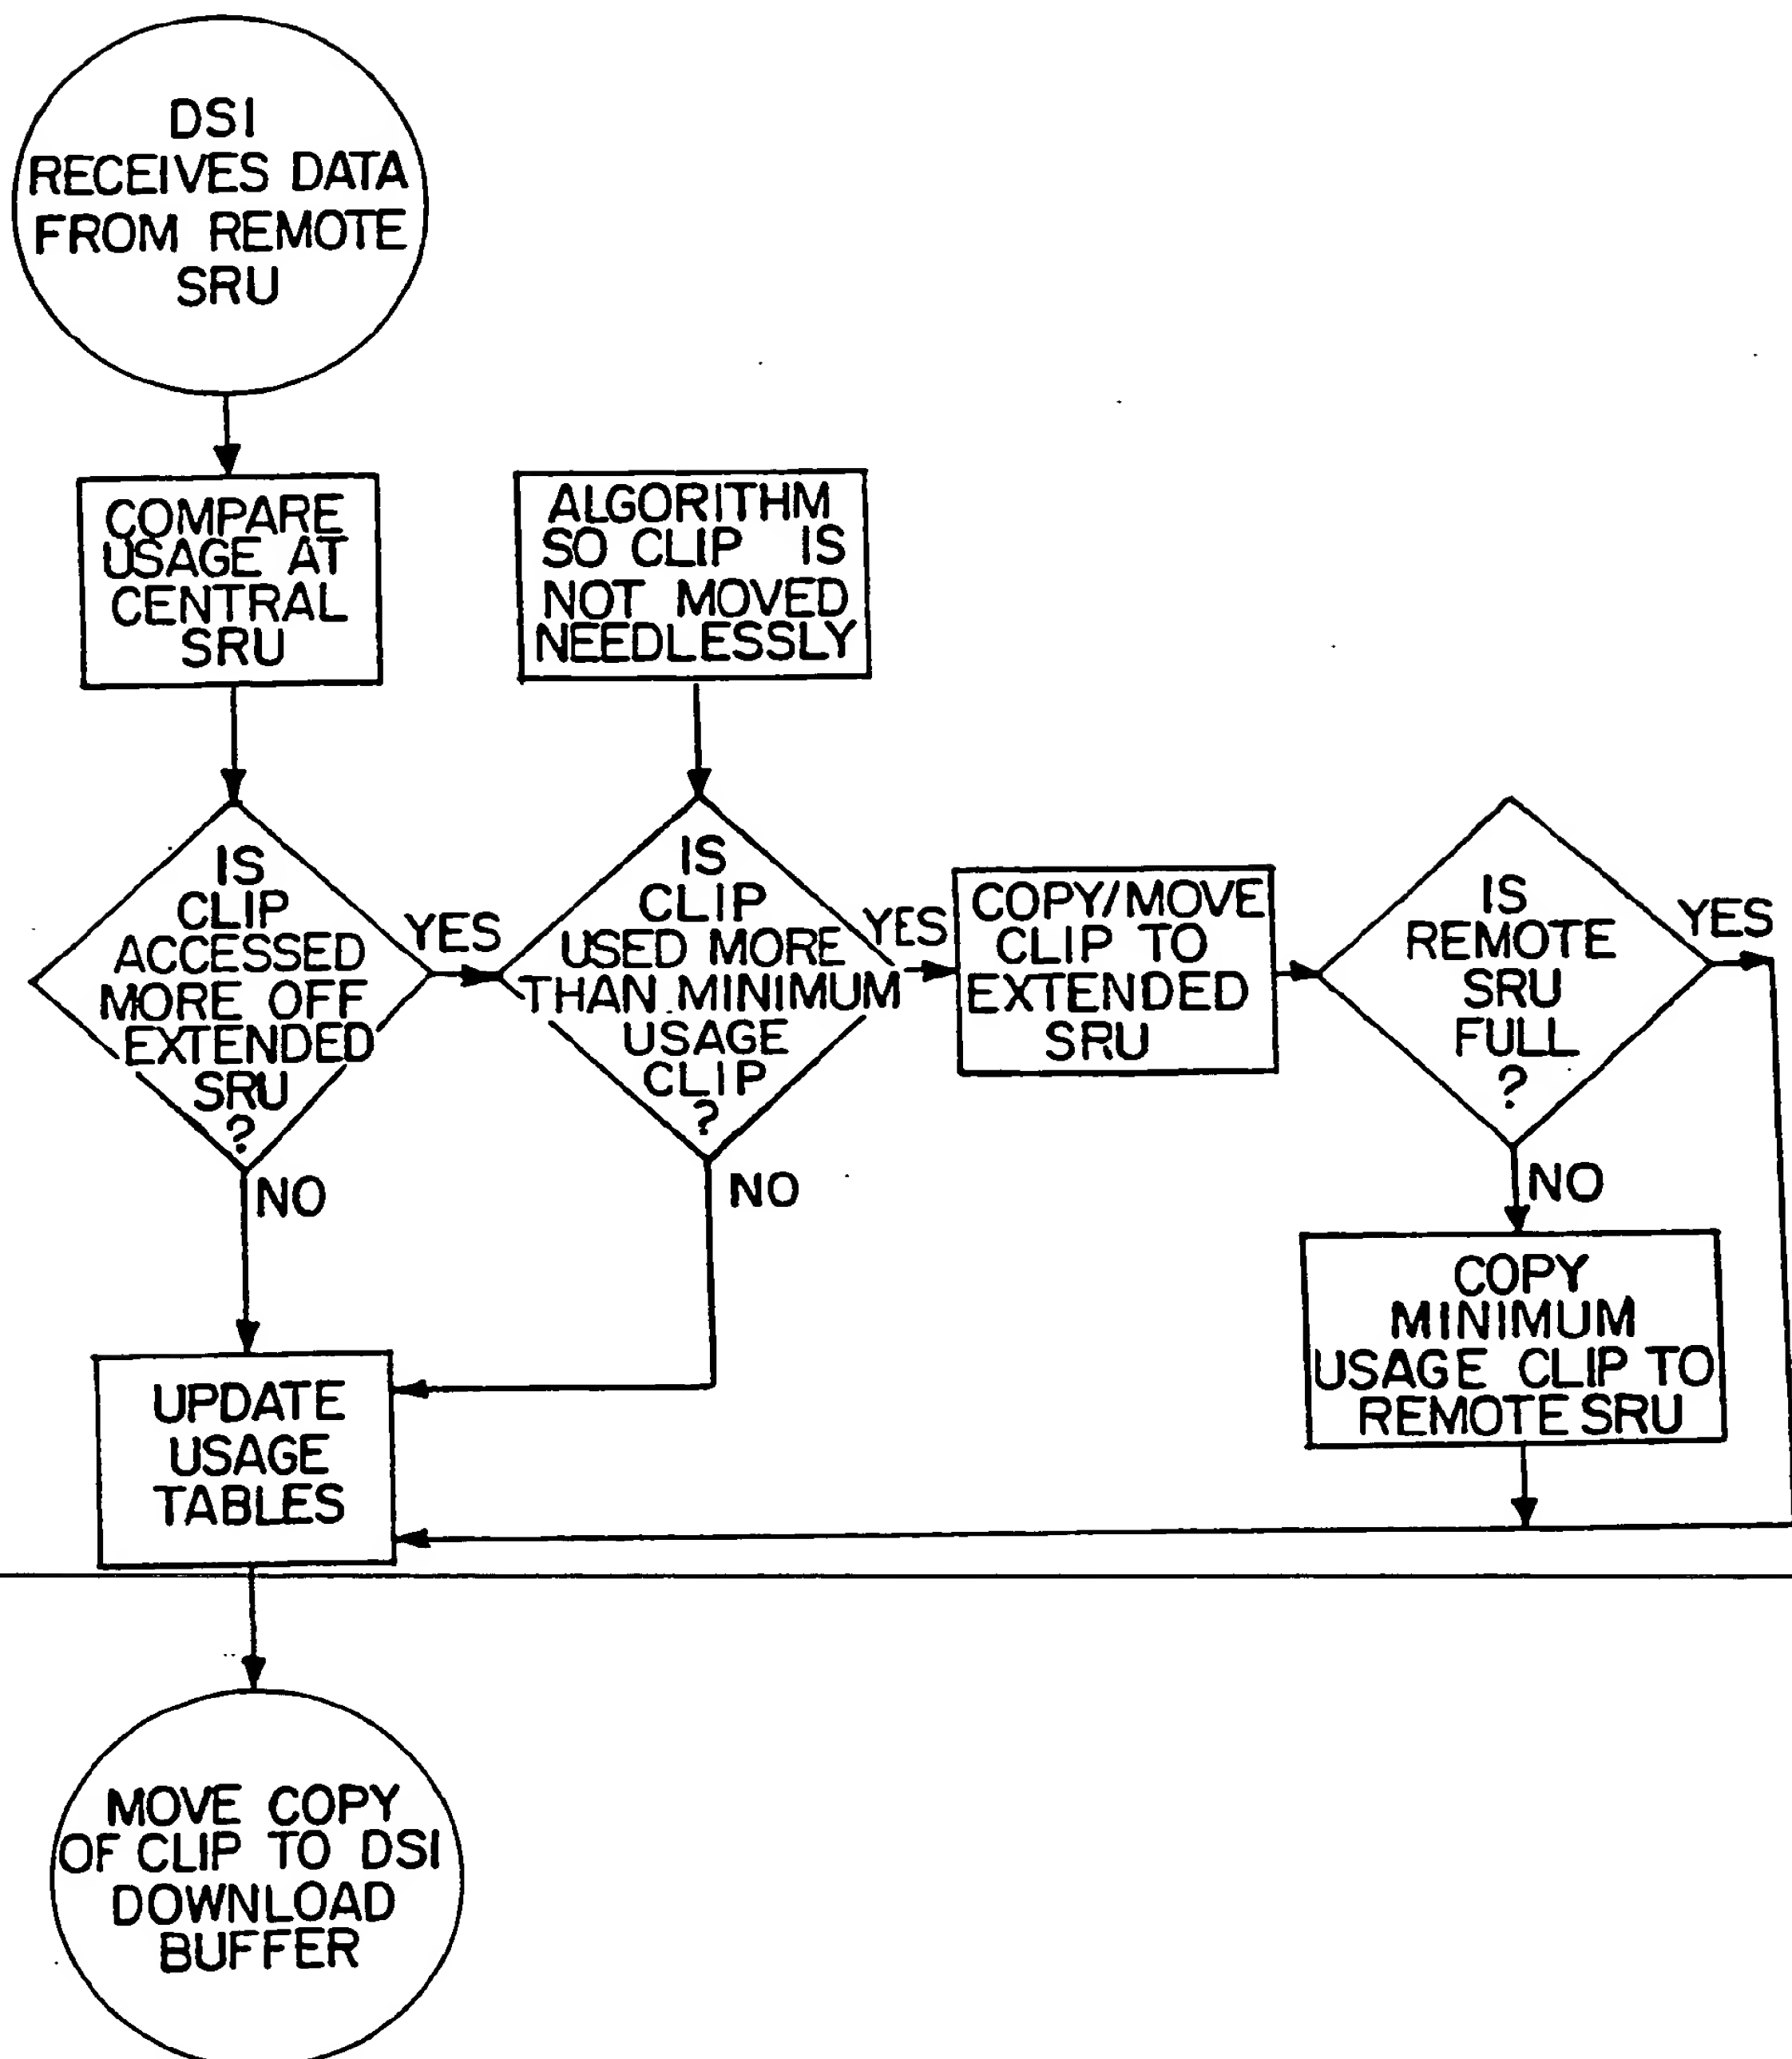 DSI
RECEIVES DATA
FROM REMOTE
SRU
COMPARE
USAGE AT
CENTRAL
SRU
ALGORITHM
SO CLIP IS
NOT MOVED
NEEDLESSLY
IS
CLIP
ACCESSED
MORE OFF
EXTENDED
SRU
?
YES
NO
IS
CLIP
USED MORE
THAN MINIMUM
USAGE
CLIP
?
YES
NO
COPY/MOVE
CLIP TO
EXTENDED
SRU
IS
REMOTE
SRU
FULL
?
YES
NO
COPY
MINIMUM
USAGE CLIP TO
REMOTE SRU
UPDATE
USAGE
TABLES
MOVE COPY
OF CLIP TO DSI
DOWNLOAD
BUFFER